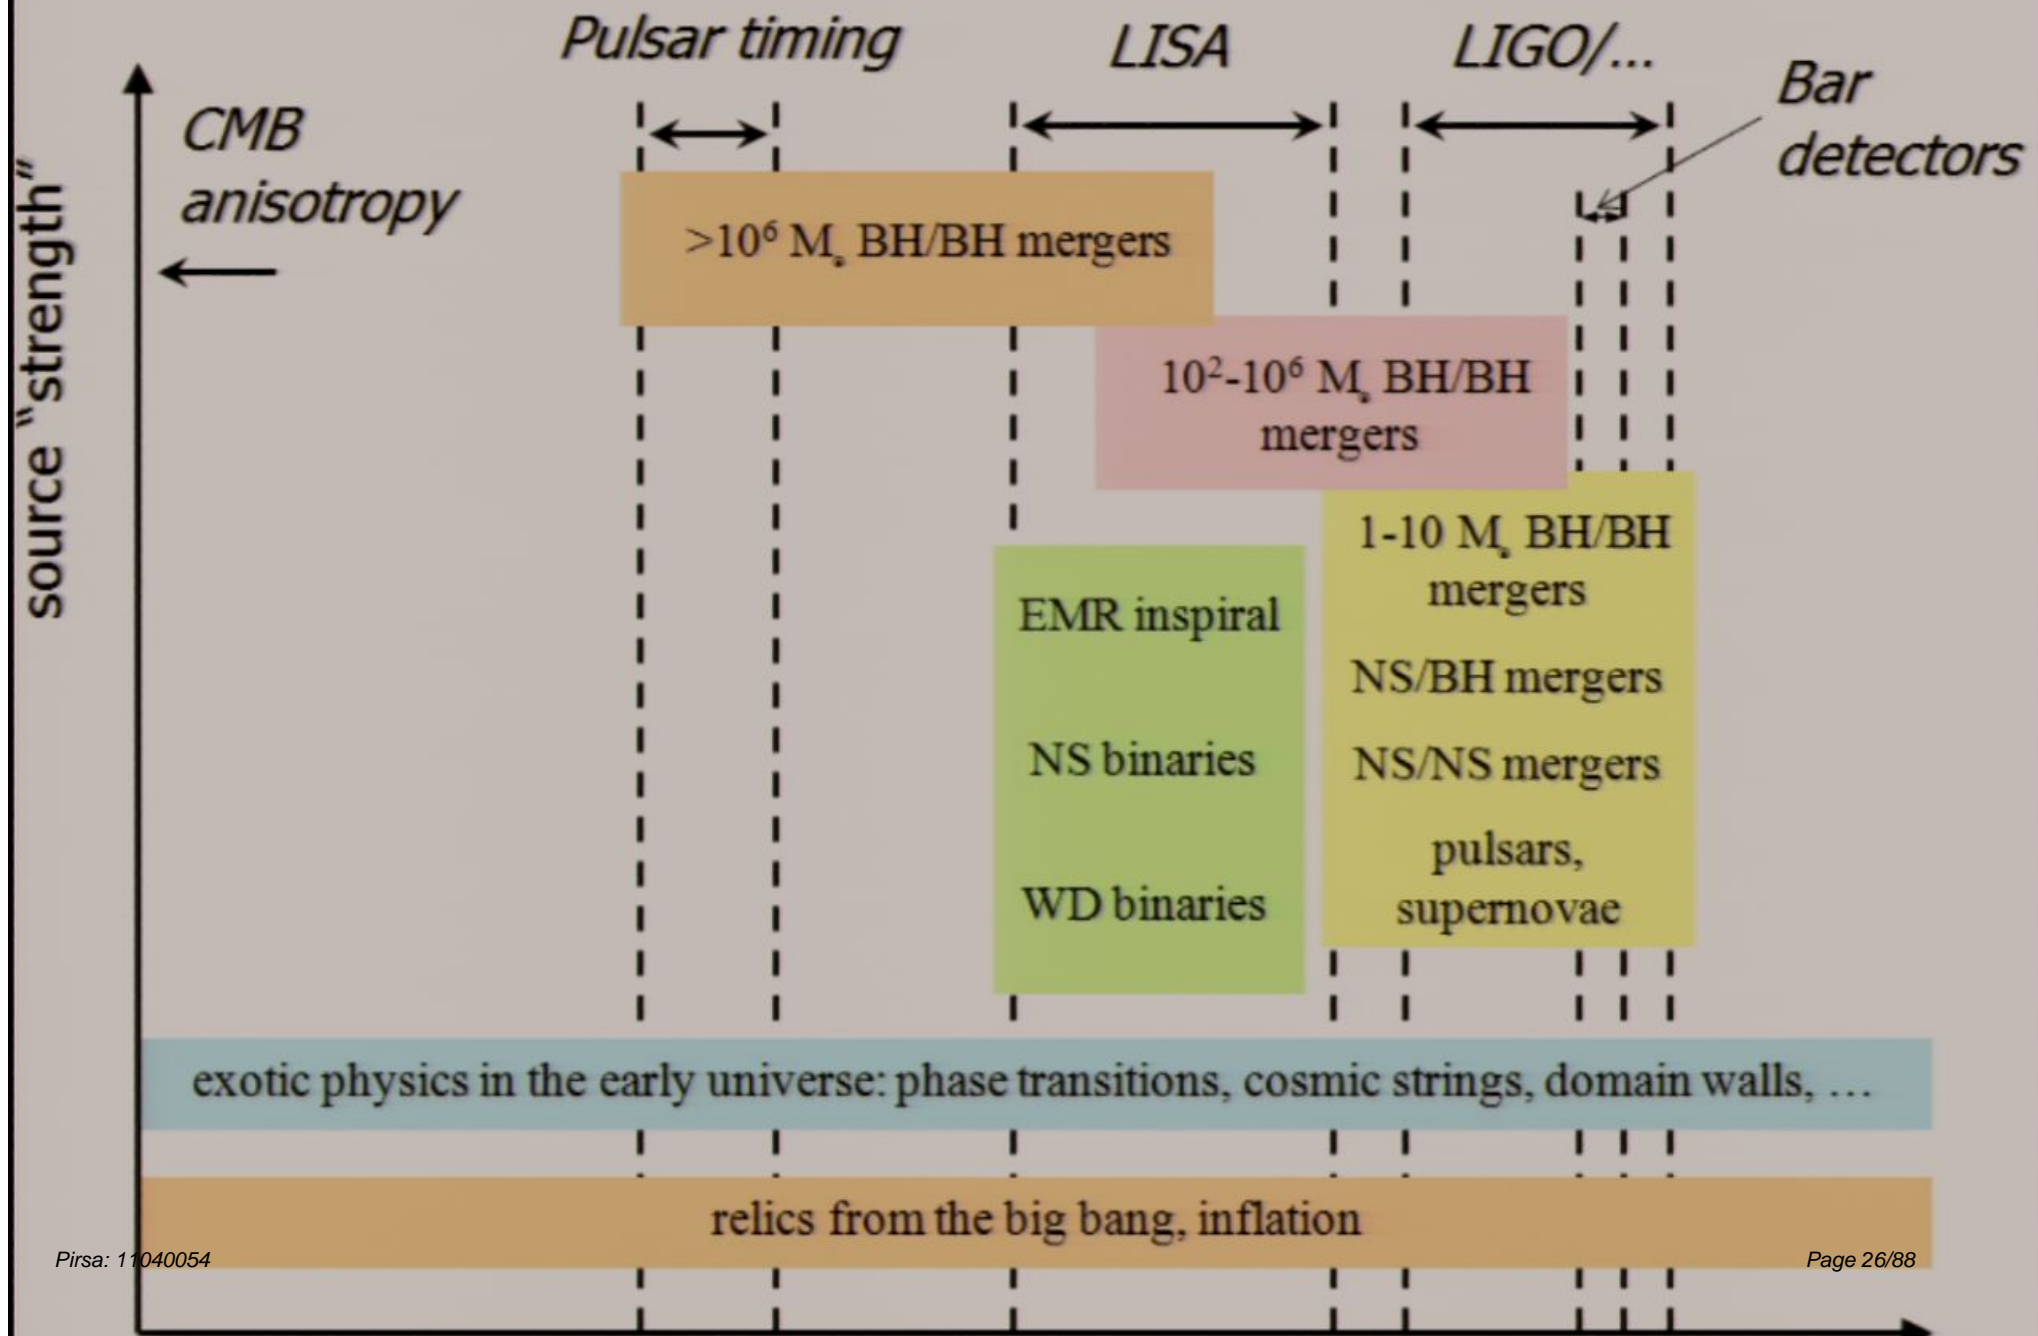 Pulsar timing
LISA
LIGO/...
Bar
detectors
CMB
anisotropy
source "strength"
>10⁶ M. BH/BH mergers
10²-10⁶ M. BH/BH
mergers
1-10 M. BH/BH
mergers
NS/BH mergers
NS/NS mergers
pulsars,
supernovae
EMR inspiral
NS binaries
WD binaries
exotic physics in the early universe: phase transitions, cosmic strings, domain walls, ...
relics from the big bang, inflation
Pirsa: 11040054
Page 26/88